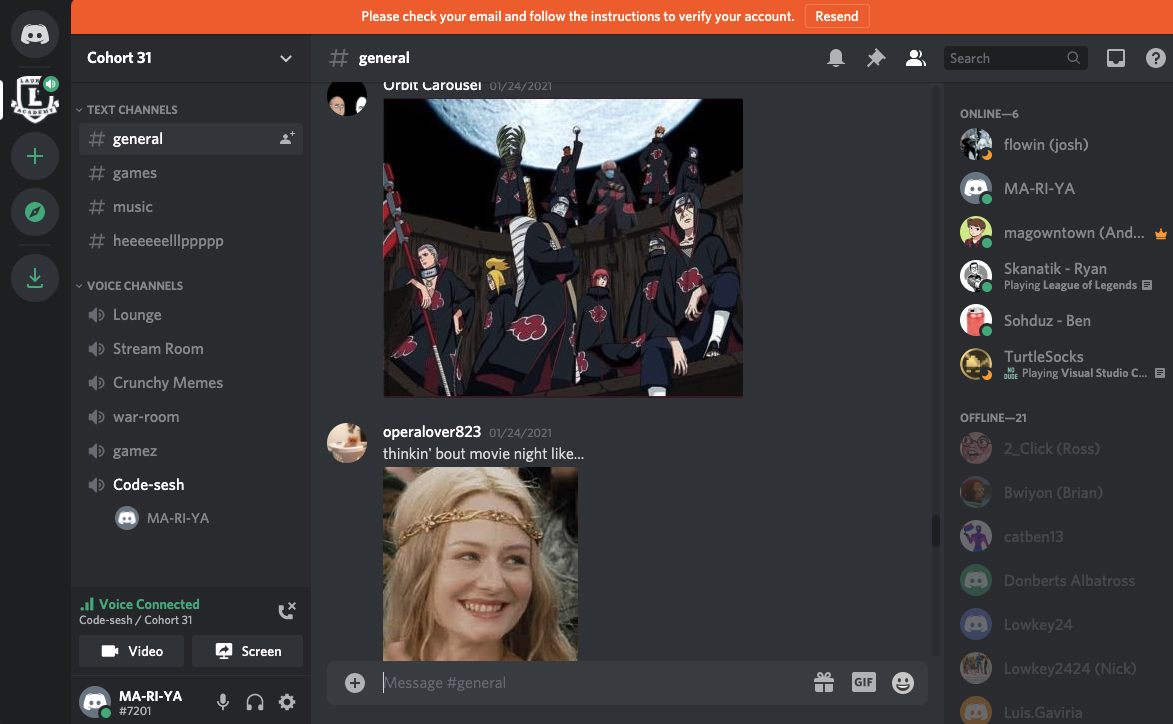 Please check your email and follow the instructions to verify your account. Resend
Cohort 31
general
Search
LAUNCH
L
ACADEMY
TEXT CHANNELS
general
games
music
heeeeeelllppppp
VOICE CHANNELS
Lounge
Stream Room
Crunchy Memes
war-room
gamez
Code-sesh
MA-RI-YA
Voice Connected
Code-sesh / Cohort 31
Video Screen
MA-RI-YA
#7201
Orbit Carousel 01/24/2021
operalover823 01/24/2021
thinkin' bout movie night like...
Message #general
GIF
ONLINE—6
flowin (josh)
MA-RI-YA
magowntown (And...
Skanatik - Ryan
Playing League of Legends
Sohduz - Ben
TurtleSocks
NO DUDE Playing Visual Studio C...
OFFLINE—21
2_Click (Ross)
Bwiyon (Brian)
catben13
Donberts Albatross
Lowkey24
Lowkey2424 (Nick)
Luis.Gaviria